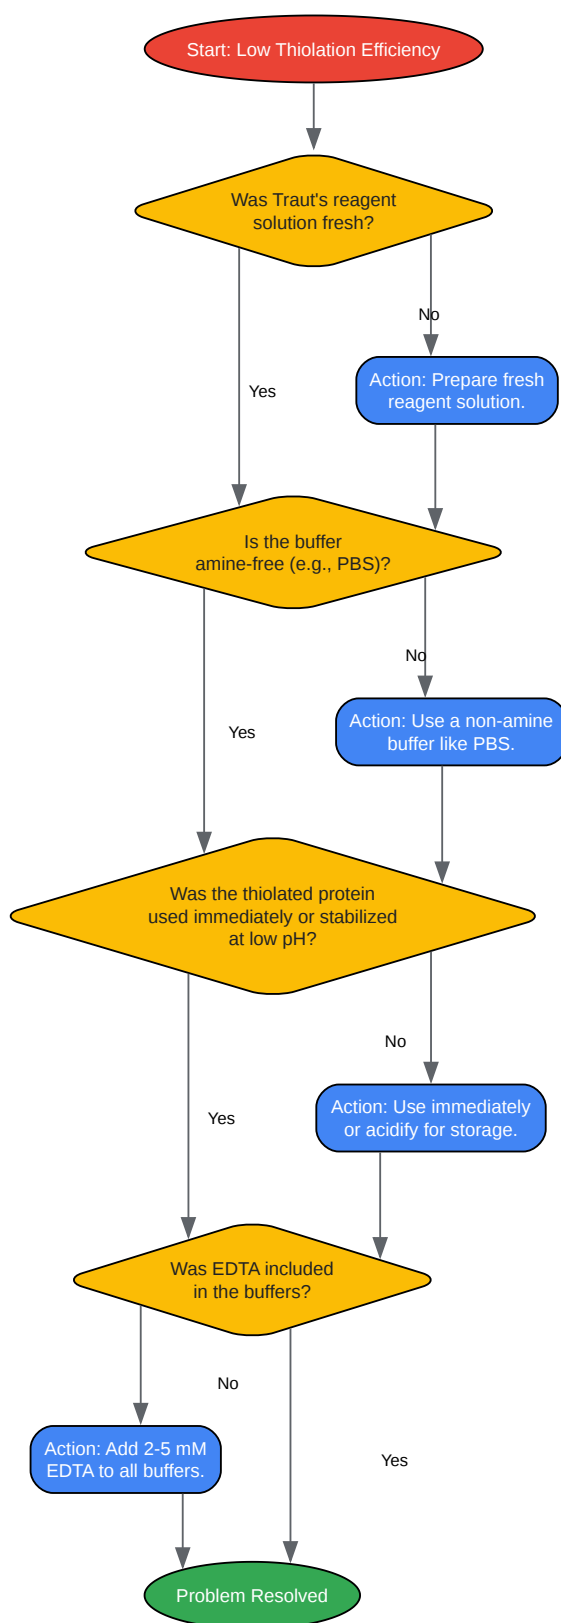 Start: Low Thiolation Efficiency
Was Traut's reagent
solution fresh?
No
Action: Prepare fresh
reagent solution.
Yes
Is the buffer
amine-free (e.g., PBS)?
No
Action: Use a non-amine
buffer like PBS.
Yes
Was the thiolated protein
used immediately or stabilized
at low pH?
No
Action: Use immediately
or acidify for storage.
Yes
Was EDTA included
in the buffers?
No
Action: Add 2-5 mM
EDTA to all buffers.
Yes
Problem Resolved